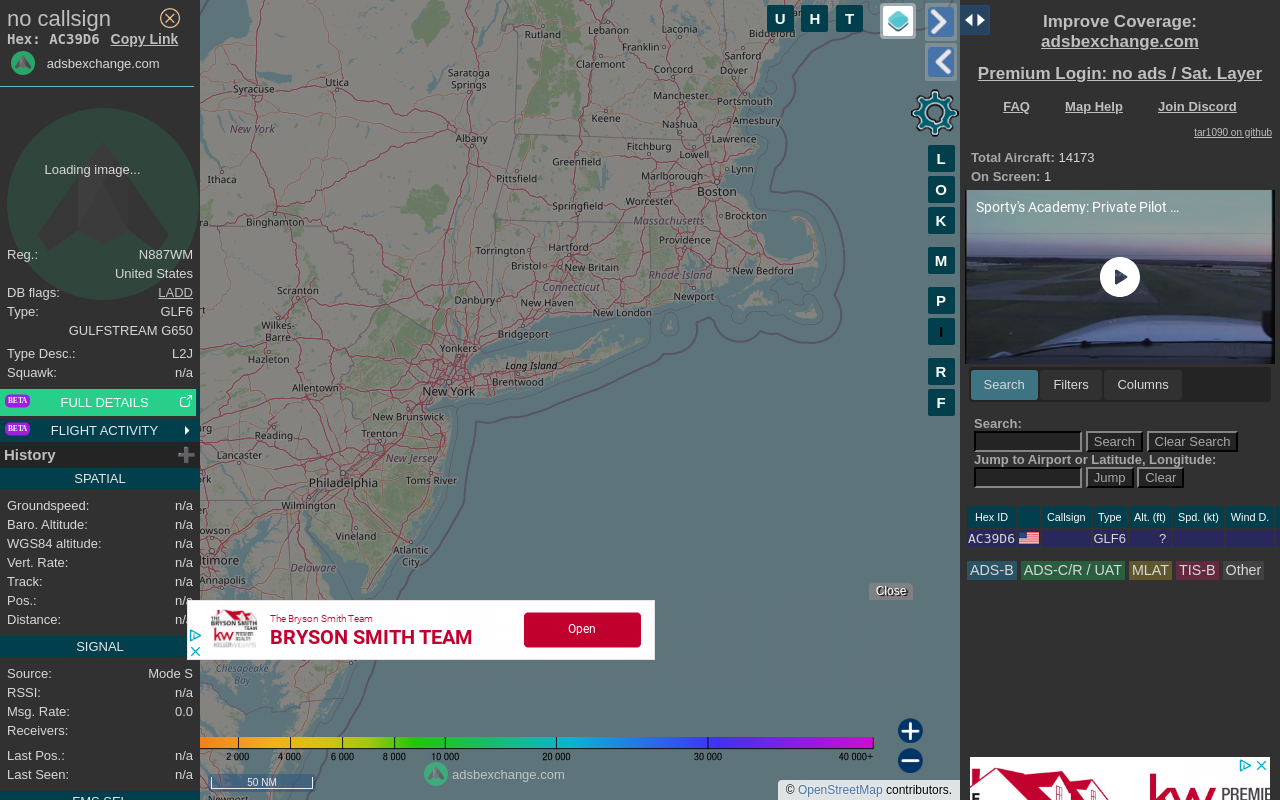 no callsign
Hex: AC39D6 Copy Link
adsbexchange.com
Loading image...
Reg.: N887WM
United States
DB flags: LADD
Type: GLF6
GULFSTREAM G650
Type Desc.: L2J
Squawk: n/a
BETA FULL DETAILS
BETA FLIGHT ACTIVITY
History
SPATIAL
Groundspeed: n/a
Baro. Altitude: n/a
WGS84 altitude: n/a
Vert. Rate: n/a
Track: n/a
Pos.: n/a
Distance:
SIGNAL
Source: Mode S
RSSI: n/a
Msg. Rate: 0.0
Receivers:
Last Pos.: n/a
Last Seen: n/a
U H T
L
O
K
M
P
I
R
F
Rutland
Lebanon
Laconia
Franklin
Sanford
Claremont
Concord
Dover
Utica
Saratoga Springs
Syracuse
Manchester
Portsmouth
Keene
Nashua
Amesbury
New York
Albany
Fitchburg
Lawrence
Greenfield
Lowell
Ithaca
Pittsfield
Marlborough
Lynn
Boston
Springfield
Worcester
Binghamton
Massachusetts
Brockton
Torrington
Hartford
Providence
Bristol
New Britain
New Bedford
Rhode Island
Connecticut
Scranton
Danbury
New Haven
Newport
New London
Wilkes-Barre
Bridgeport
Hazleton
Yonkers
Long Island
Allentown
New York
Brentwood
New Brunswick
Reading
Trenton
Lancaster
New Jersey
Philadelphia
Toms River
Wilmington
Vineland
Atlantic City
Annapolis
Delaware
Chesapeake Bay
Close
The Bryson Smith Team
BRYSON SMITH TEAM
Open
kw PREMIER REALTY
KELLERWILLIAMS
2 000 4 000 6 000 8 000 10 000 20 000 30 000 40 000+
50 NM
adsbexchange.com
© OpenStreetMap contributors.
Improve Coverage:
adsbexchange.com
Premium Login: no ads / Sat. Layer
FAQ Map Help Join Discord
tar1090 on github
Total Aircraft: 14173
On Screen: 1
Sporty's Academy: Private Pilot ...
Search Filters Columns
Search:
Search Clear Search
Jump to Airport or Latitude, Longitude:
Jump Clear
Hex ID Callsign Type Alt. (ft) Spd. (kt) Wind D.
AC39D6 GLF6 ?
ADS-B ADS-C/R / UAT MLAT TIS-B Other
kw PREMIE